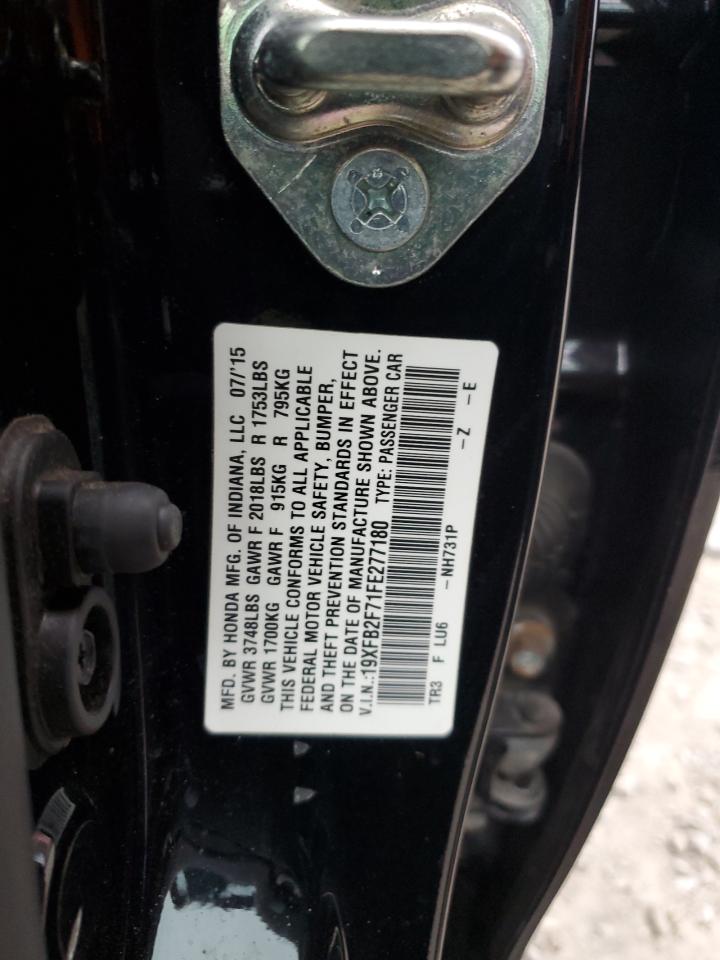 MFD. BY HONDA MFG. OF INDIANA, LLC 07/'15
GVWR 3748LBS GAWR F 2018LBS R 1753LBS
GVWR 1700KG GAWR F 915KG R 795KG
THIS VEHICLE CONFORMS TO ALL APPLICABLE
FEDERAL MOTOR VEHICLE SAFETY, BUMPER,
AND THEFT PREVENTION STANDARDS IN EFFECT
ON THE DATE OF MANUFACTURE SHOWN ABOVE.
V.I.N.:19XFB2F71FE277180 TYPE: PASSENGER CAR
TR3 F LU6 -NH731P -Z -E